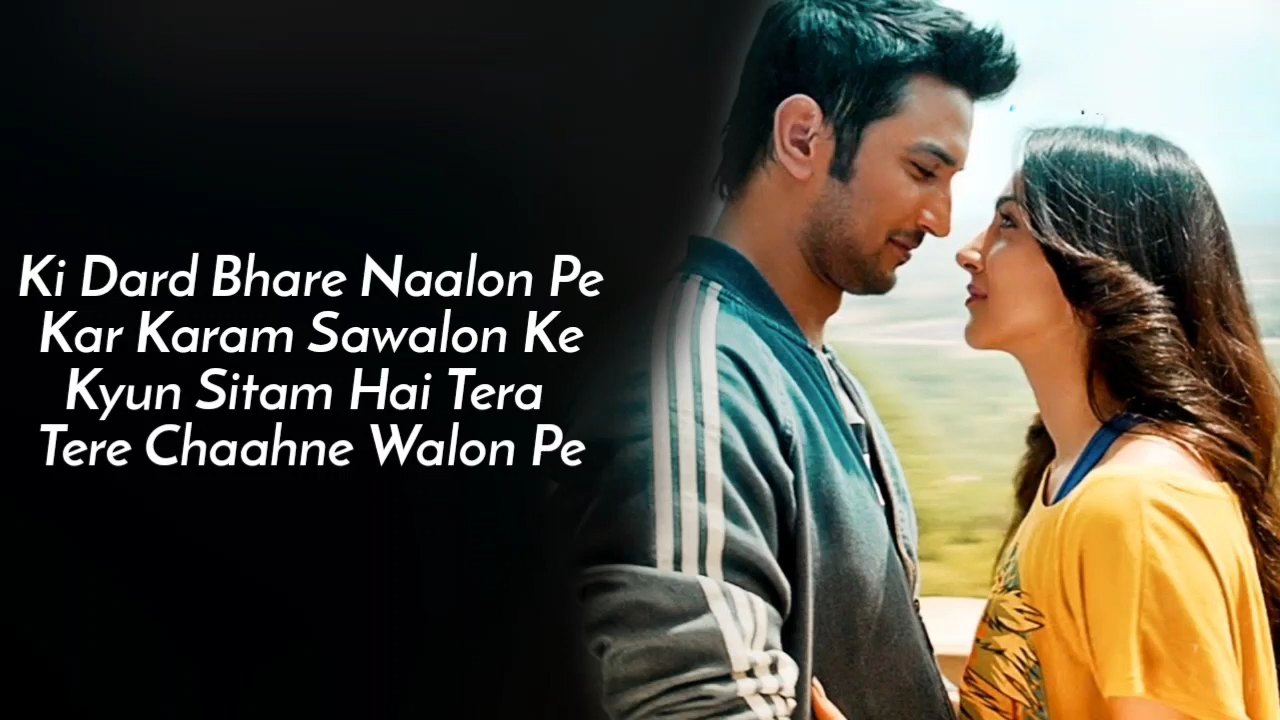 Ki Dard Bhare Naalon Pe
Kar Karam Sawalon Ke
Kyun Sitam Hai Tera
Tere Chaahne Walon Pe